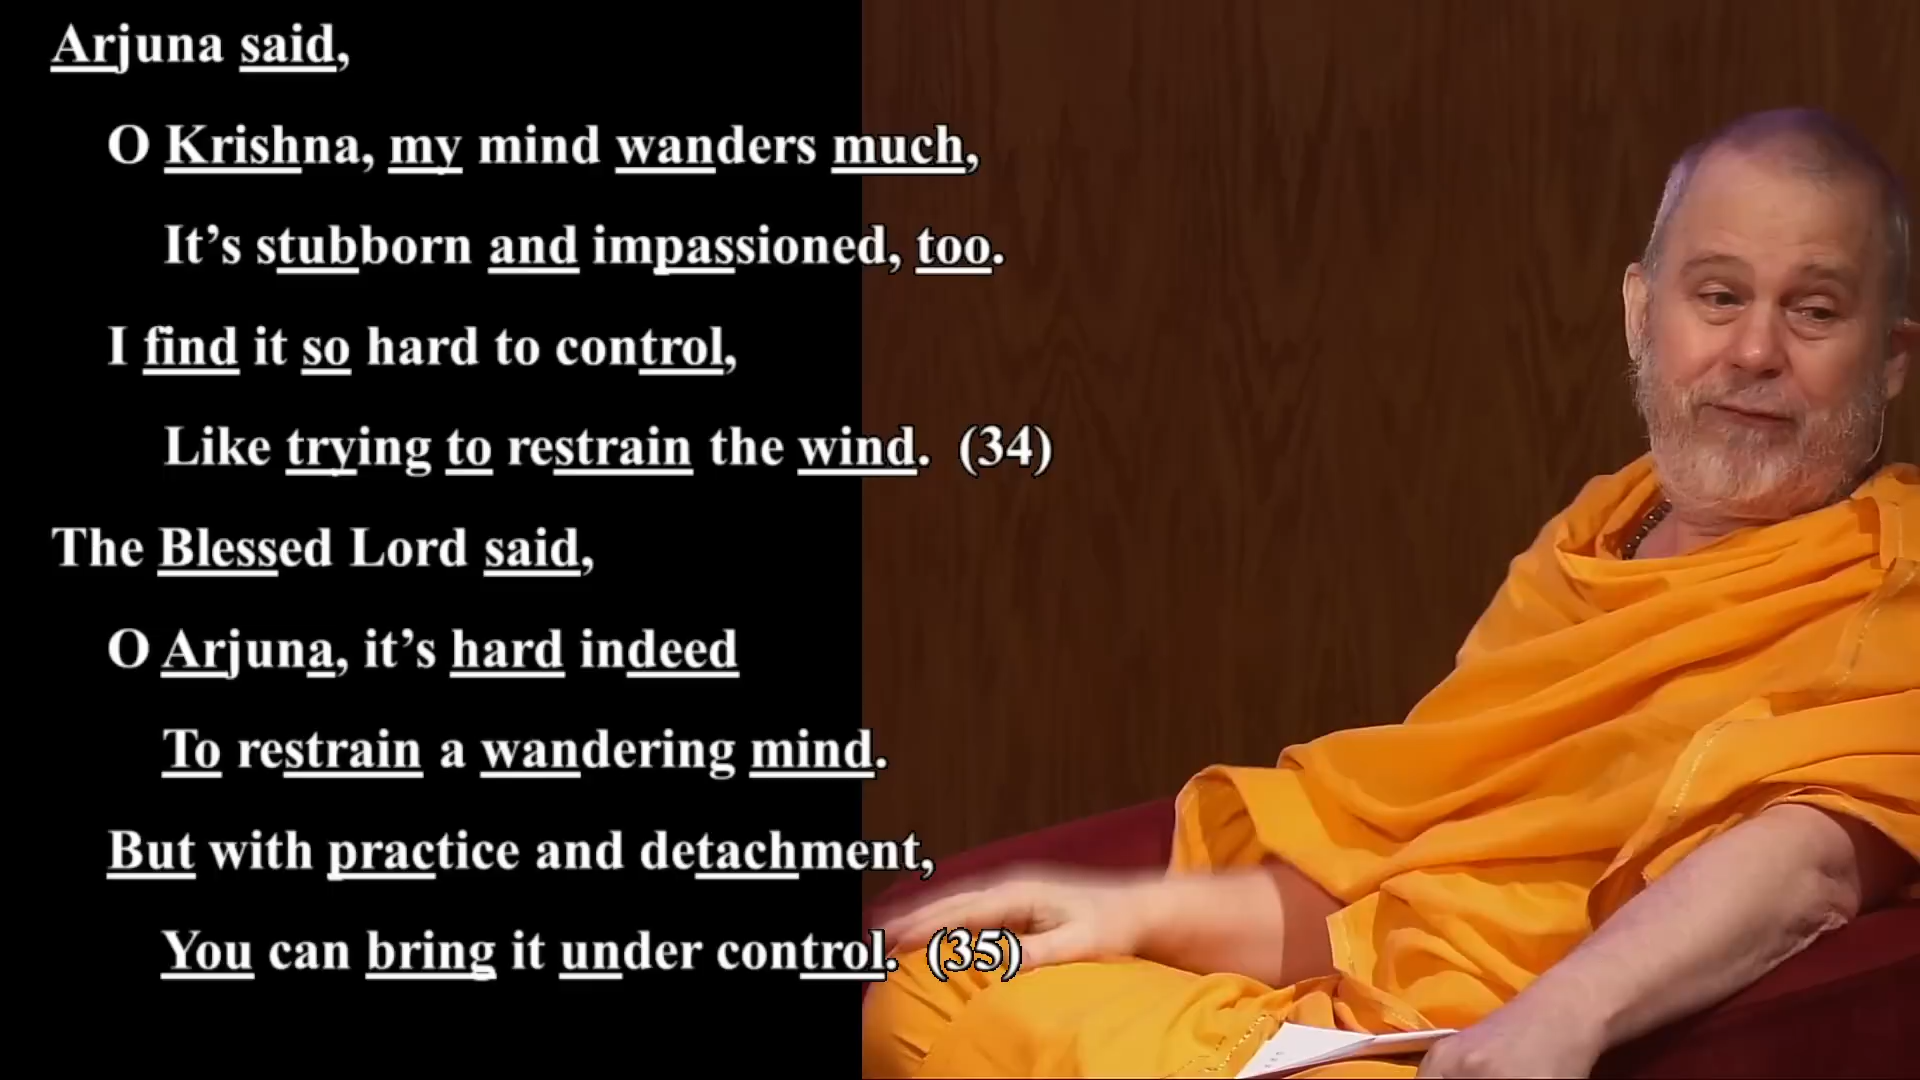 Arjuna said,
O Krishna, my mind wanders much,
It’s stubborn and impassioned, too.
I find it so hard to control,
Like trying to restrain the wind. (34)
The Blessed Lord said,
O Arjuna, it’s hard indeed
To restrain a wandering mind.
But with practice and detachment,
You can bring it under control. (35)